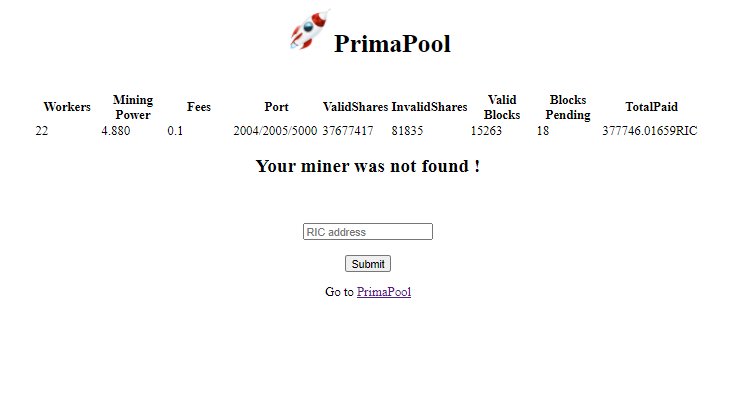 PrimaPool
Workers Mining Power Fees Port ValidShares InvalidShares Valid Blocks Blocks Pending TotalPaid
22 4.880 0.1 2004/2005/5000 37677417 81835 15263 18 377746.01659RIC
Your miner was not found !
RIC address
Submit
Go to PrimaPool